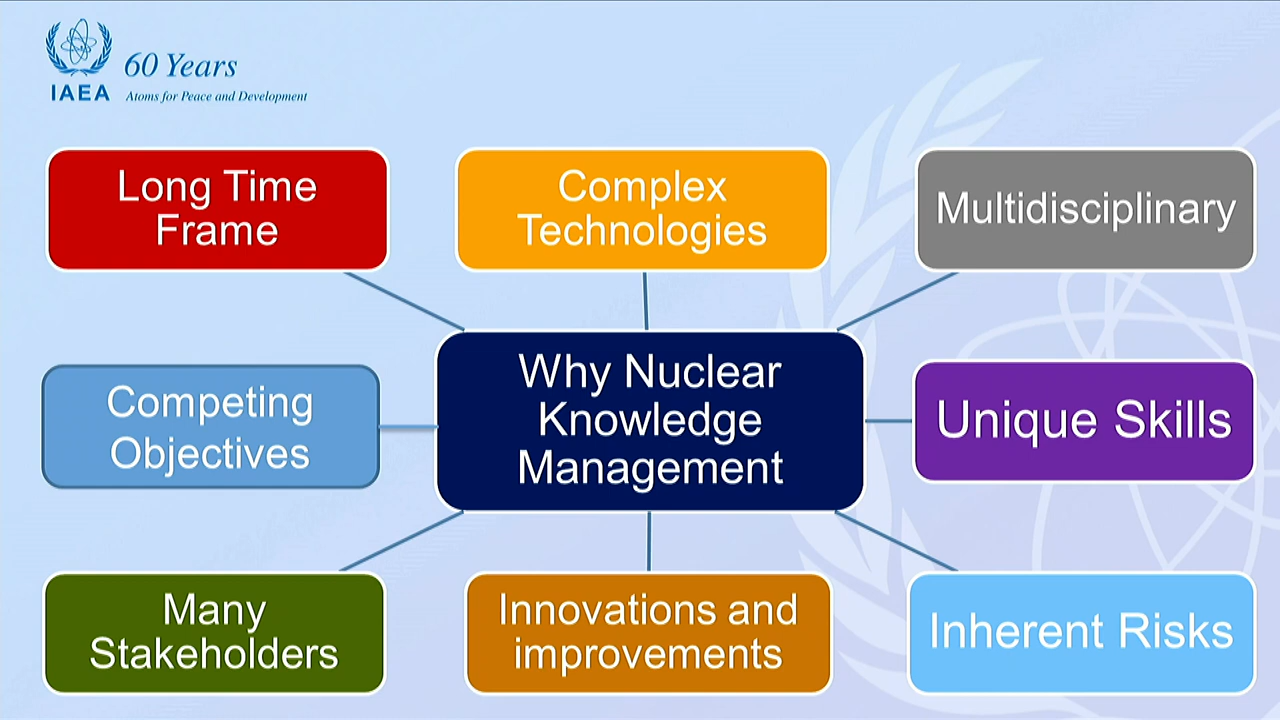 60 Years
IAEA
Atoms for Peace and Development
Long Time
Frame
Complex
Technologies
Multidisciplinary
Competing
Objectives
Why Nuclear
Knowledge
Management
Unique Skills
Many
Stakeholders
Innovations and
improvements
Inherent Risks